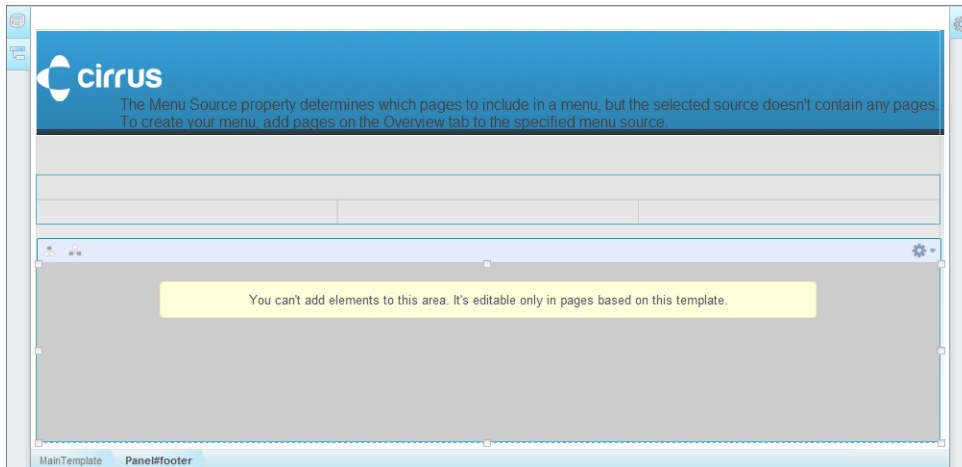 cirrus
The Menu Source property determines which pages to include in a menu, but the selected source doesn't contain any pages.
To create your menu, add pages on the Overview tab to the specified menu source.
You can't add elements to this area. It's editable only in pages based on this template.
MainTemplate Panel#footer